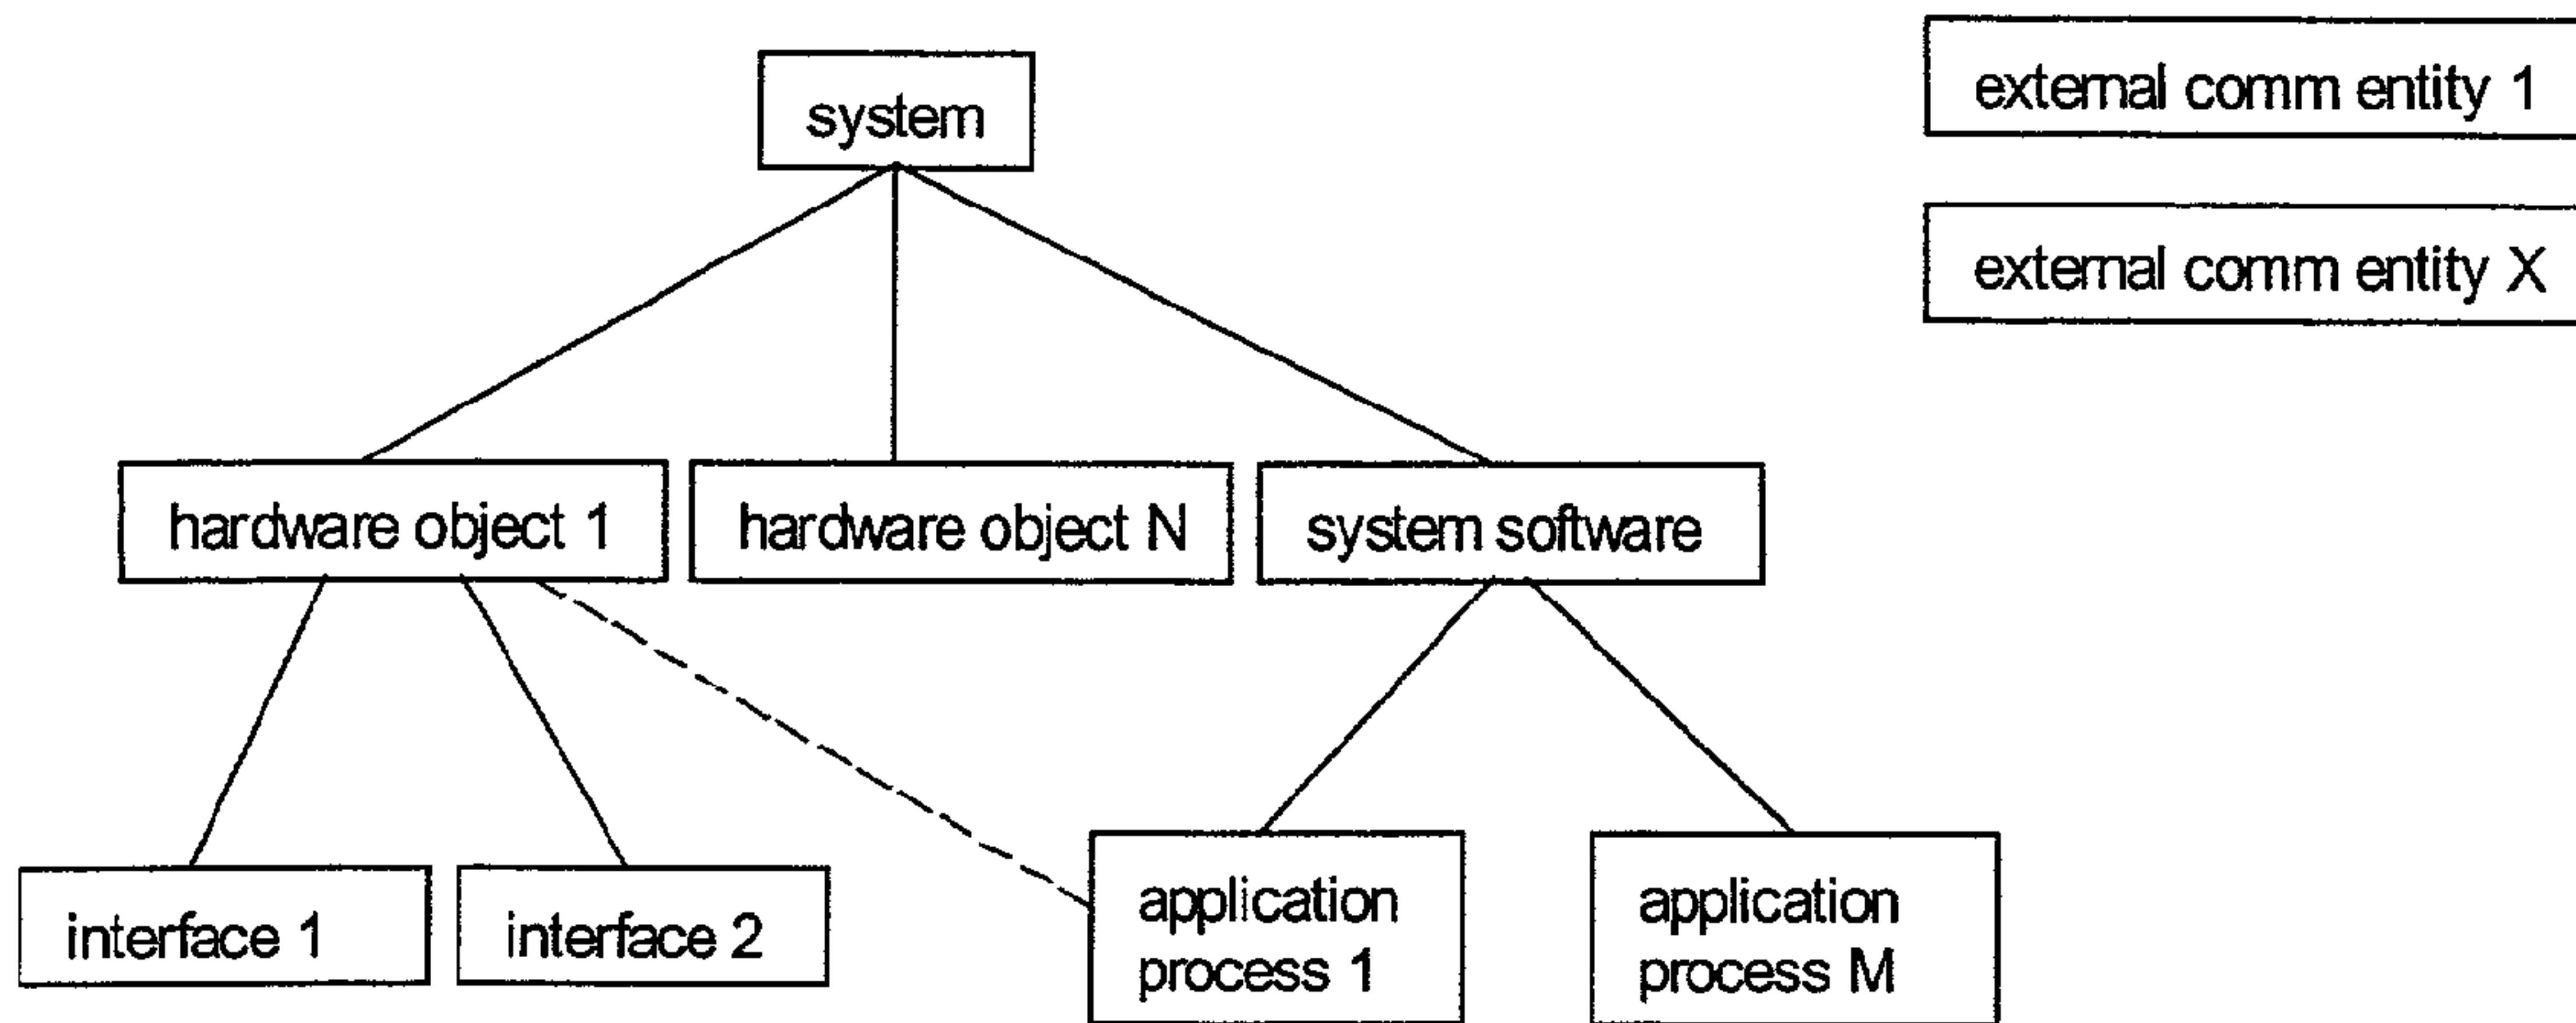 system
external comm entity 1
external comm entity X
hardware object 1
hardware object N
system software
interface 1
interface 2
application
process 1
application
process M